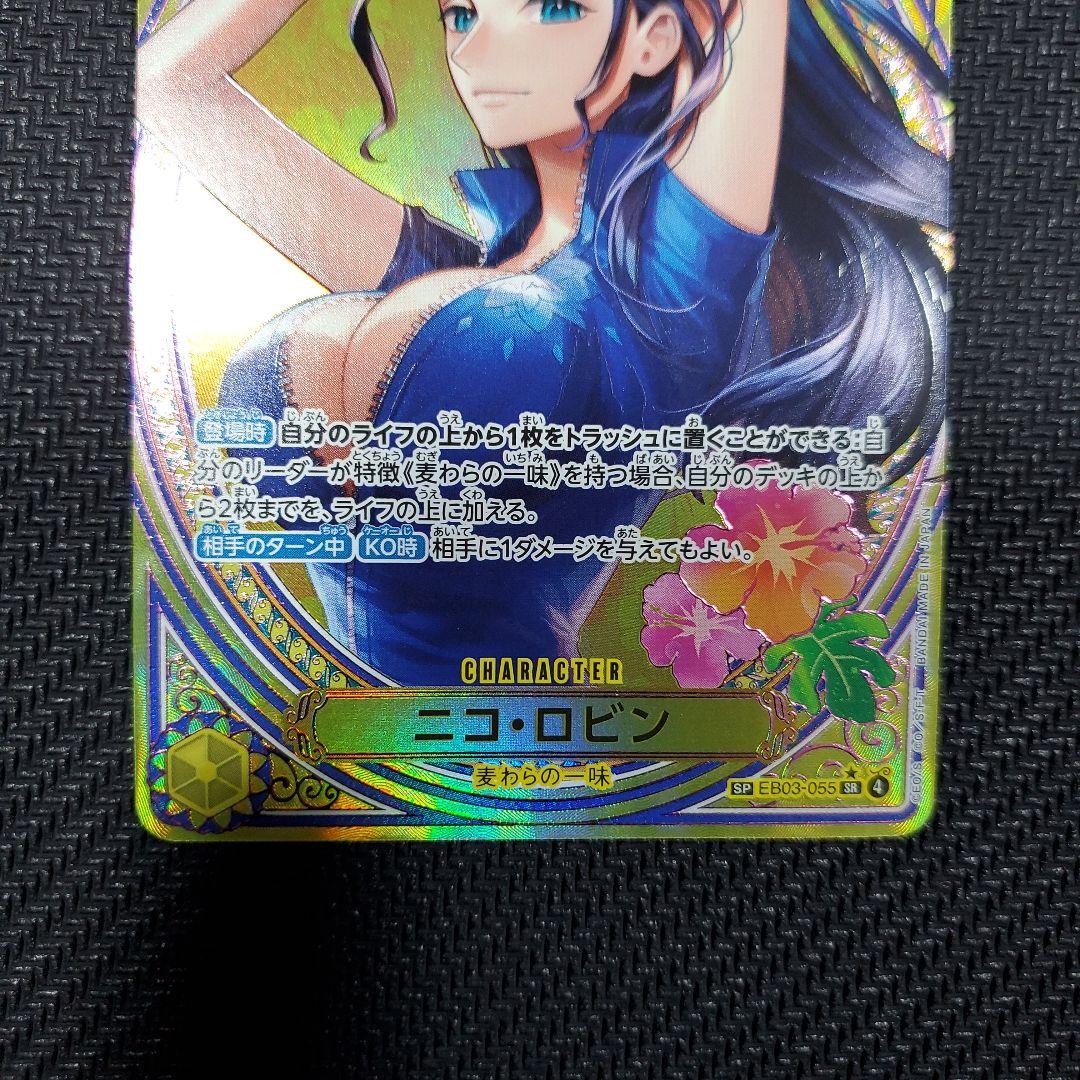 登場時 自分のライフの上から1枚をトラッシュに置くことができる:自
分のリーダーが特徴《麦わらの一味》を持つ場合、自分のデッキの上か
ら2枚までを、ライフの上に加える。
相手のターン中 KO時 相手に1ダメージを与えてもよい。
CHARACTER
ニコ・ロビン
麦わらの一味
SP EB03-055 SR 4
BANDAI MADE IN JAPAN